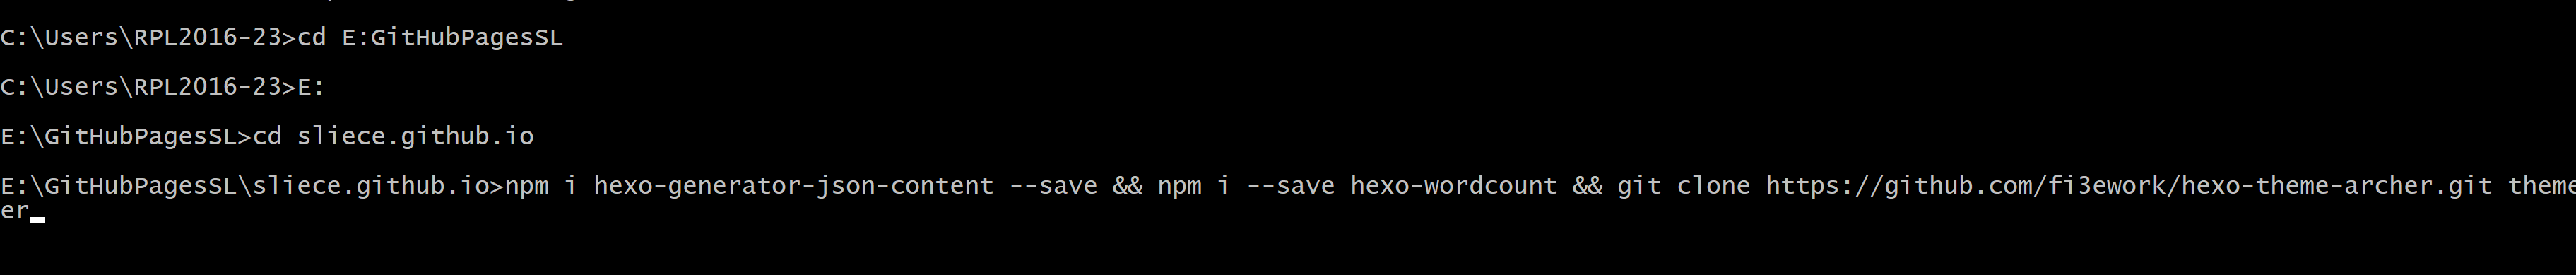 C:\Users\RPL2016-23>cd E:GitHubPagesSL
C:\Users\RPL2016-23>E:
E:\GitHubPagesSL>cd sliece.github.io
E:\GitHubPagesSL\sliece.github.io>npm i hexo-generator-json-content --save && npm i --save hexo-wordcount && git clone https://github.com/fi3ework/hexo-theme-archer.git theme
er